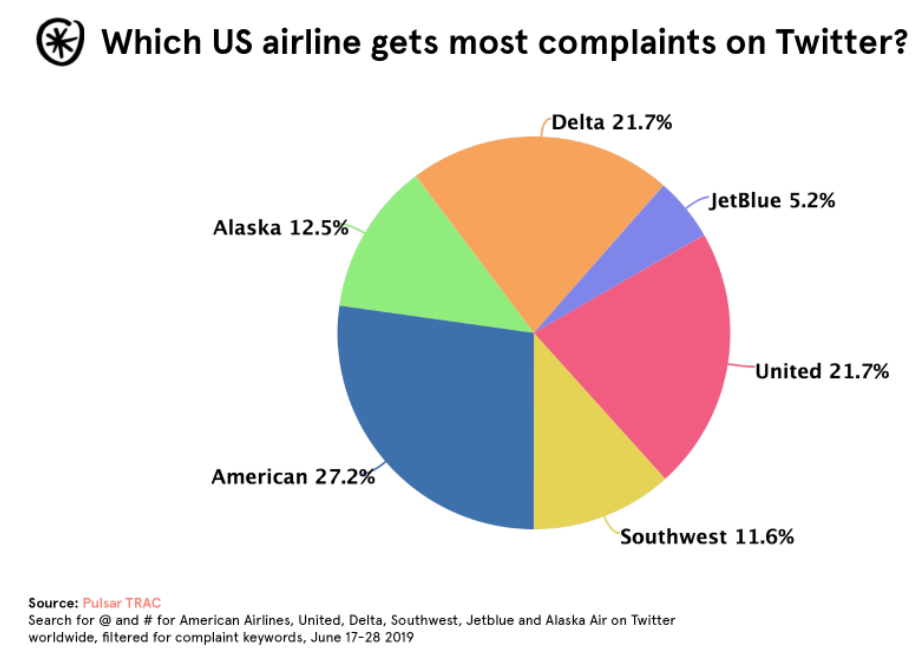 Which US airline gets most complaints on Twitter?
Delta 21.7%
JetBlue 5.2%
Alaska 12.5%
United 21.7%
American 27.2%
Southwest 11.6%
Source: Pulsar TRAC
Search for @ and # for American Airlines, United, Delta, Southwest, Jetblue and Alaska Air on Twitter
worldwide, filtered for complaint keywords, June 17-28 2019